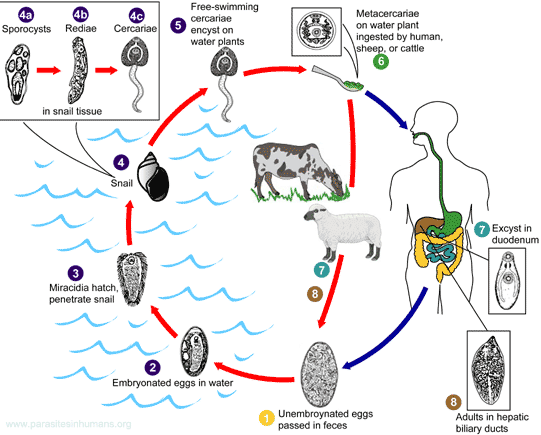 4a 4b 4c
Sporocysts Rediae Cercariae
in snail tissue
5 Free-swimming
cercariae
encyst on
water plants
Metacercariae
on water plant
ingested by human,
sheep, or cattle
6
4
Snail
3
Miracidia hatch,
penetrate snail
2
Embryonated eggs in water
1 Unembroynated eggs
passed in feces
7
8
7 Excyst in
duodenum
8
Adults in hepatic
biliary ducts
www.parasitesinhumans.org